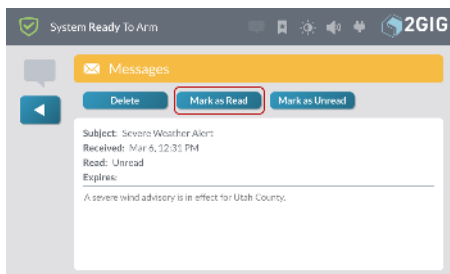 System Ready To Arm
2GIG
Messages
Delete Mark as Read Mark as Unread
Subject: Severe Weather Alert
Received: Mar 6, 12:31 PM
Read: Unread
Expires:
A severe wind advisory is in effect for Utah County.